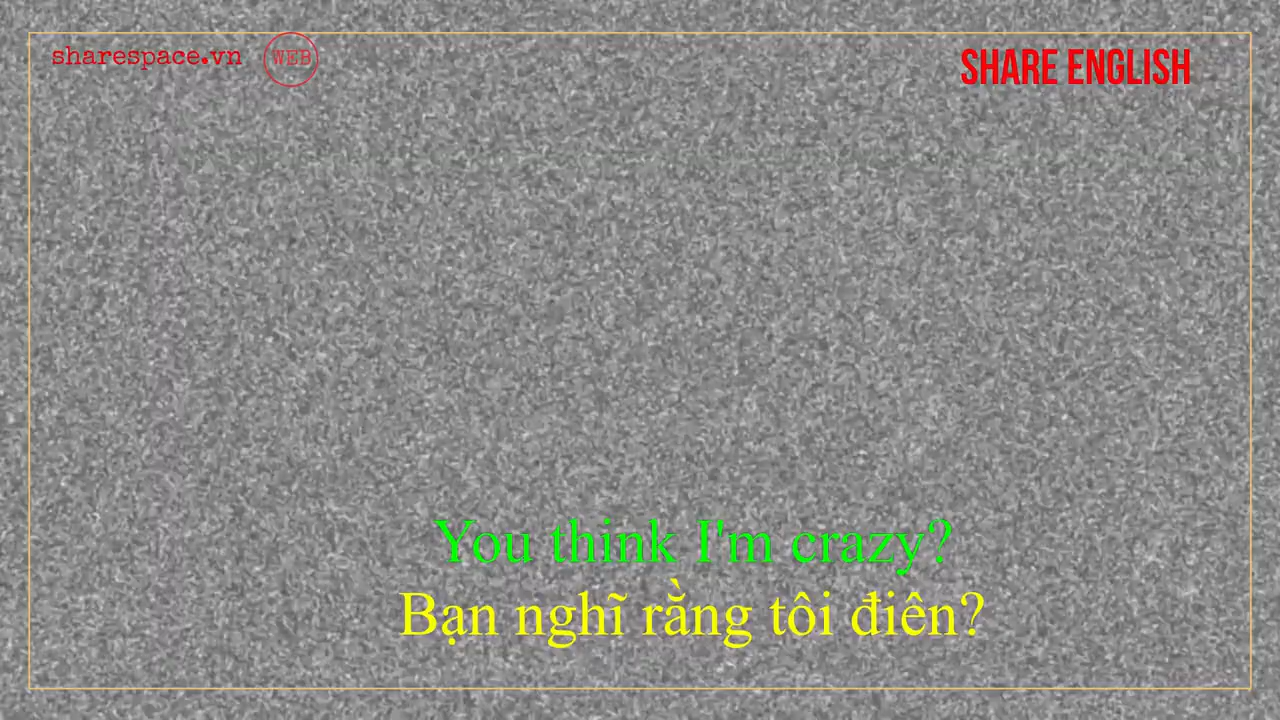 sharespace.vn WEB
SHARE ENGLISH
You think I'm crazy?
Bạn nghĩ rằng tôi điên?